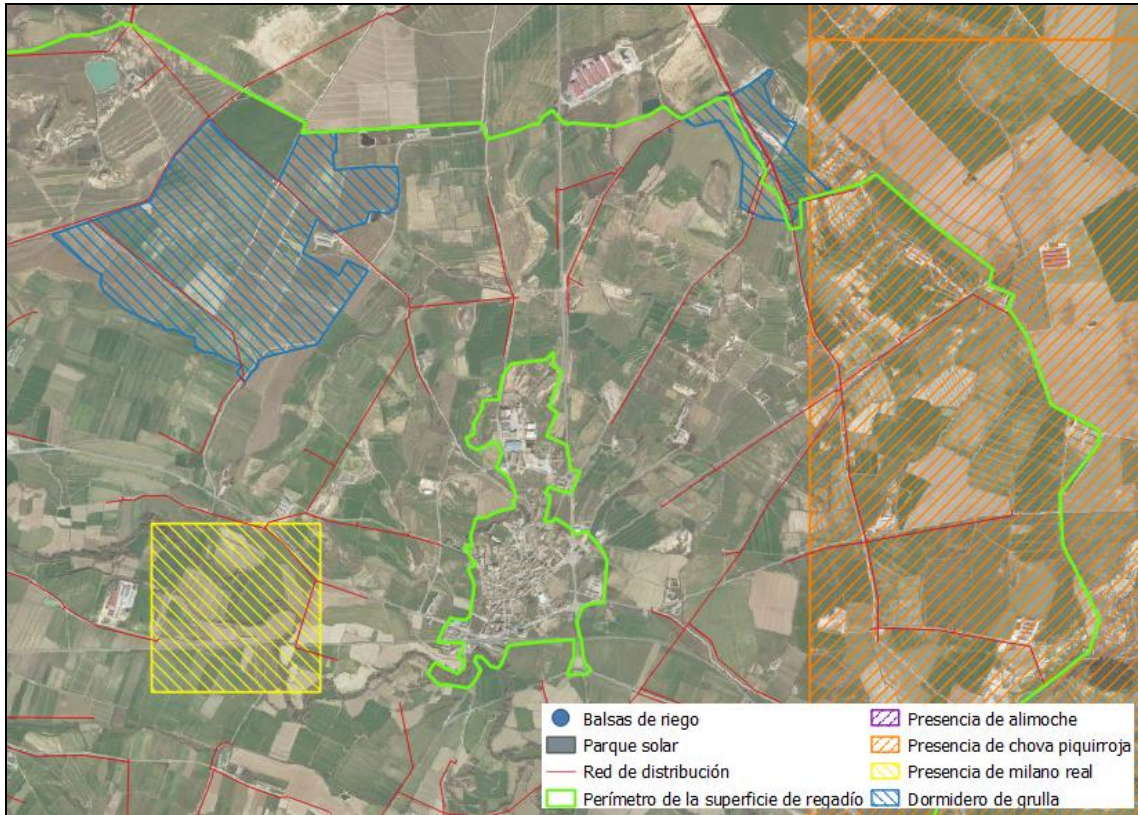 Balsas de riego
Parque solar
Red de distribución
Perímetro de la superficie de regadío
Presencia de alimoche
Presencia de chova piquirroja
Presencia de milano real
Dormidero de grulla